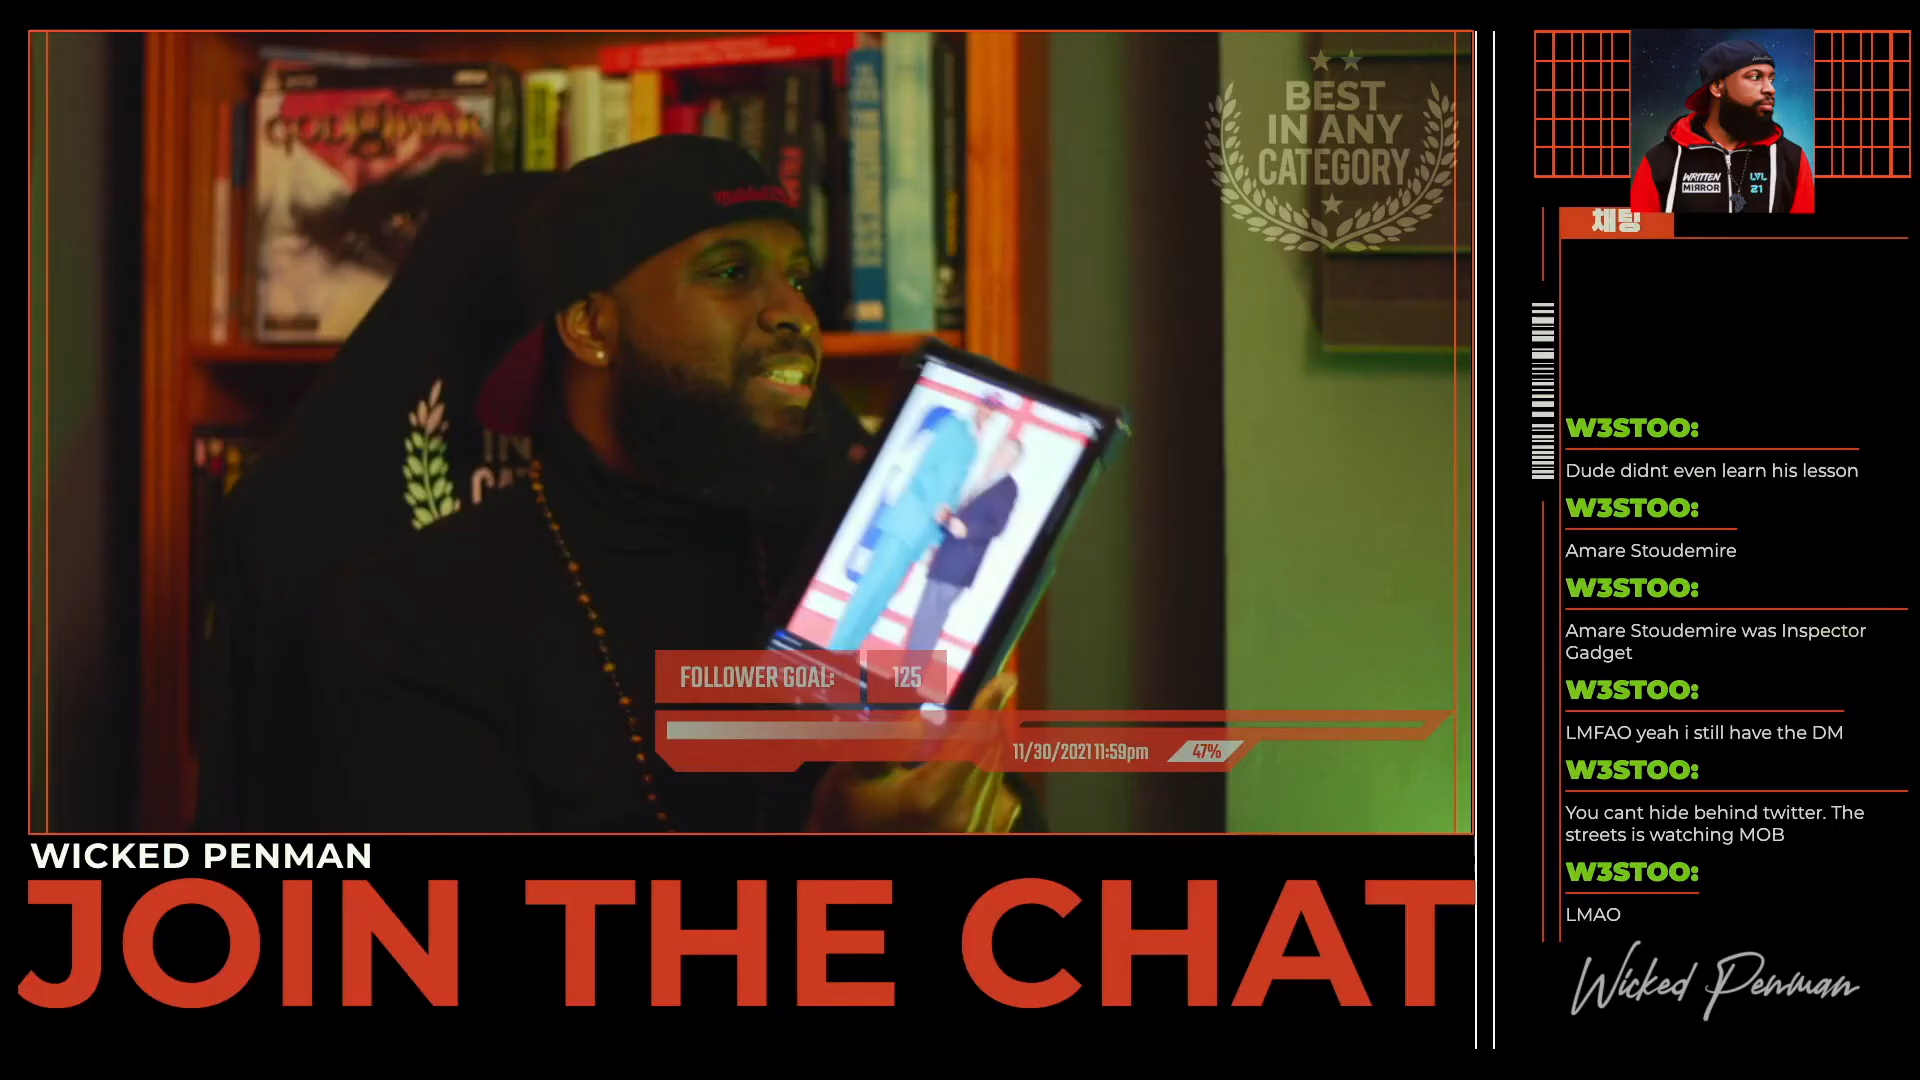 BEST
IN ANY
CATEGORY
WRITTEN
MIRROR
LVL
21
채팅
W3STOO:
Dude didnt even learn his lesson
W3STOO:
Amare Stoudemire
W3STOO:
Amare Stoudemire was Inspector
Gadget
W3STOO:
LMFAO yeah i still have the DM
W3STOO:
You cant hide behind twitter. The
streets is watching MOB
W3STOO:
LMAO
FOLLOWER GOAL: 125
11/30/2021 11:59pm 47%
WICKED PENMAN
JOIN THE CHAT
Wicked Penman